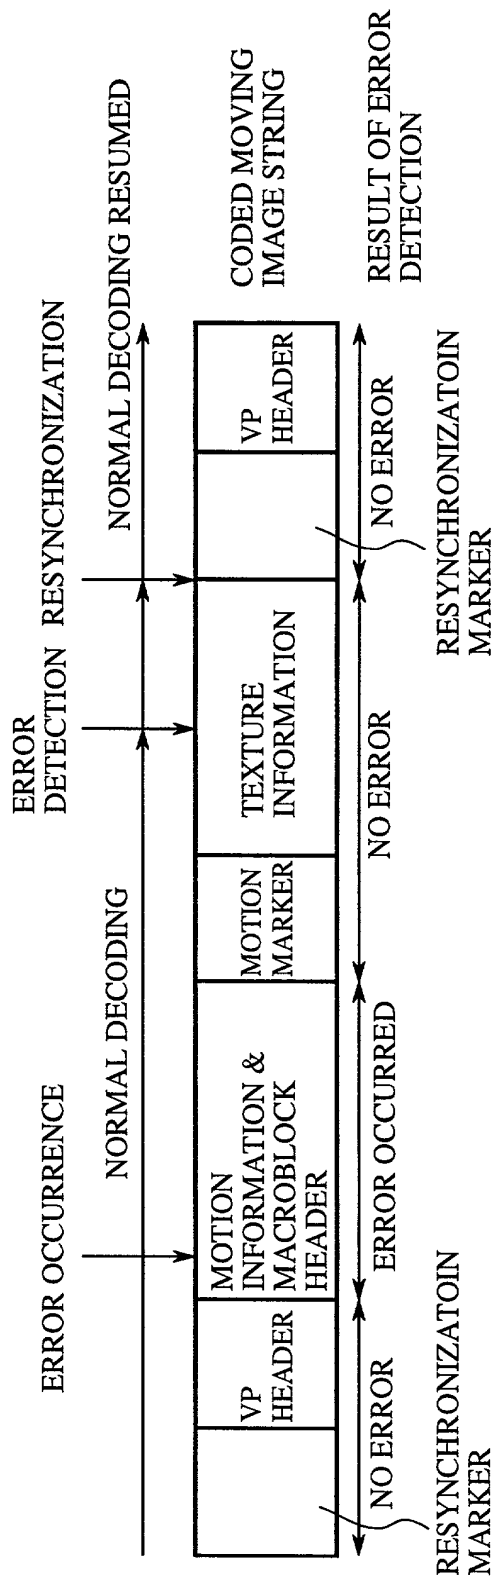 ERROR OCCURRENCE
ERROR
DETECTION
RESYNCHRONIZATION
NORMAL DECODING
NORMAL DECODING RESUMED
VP
HEADER
MOTION
INFORMATION &
MACROBLOCK
HEADER
MOTION
MARKER
TEXTURE
INFORMATION
VP
HEADER
CODED MOVING
IMAGE STRING
NO ERROR
ERROR OCCURRED
NO ERROR
NO ERROR
RESULT OF ERROR
DETECTION
RESYNCHRONIZATOIN
MARKER
RESYNCHRONIZATOIN
MARKER